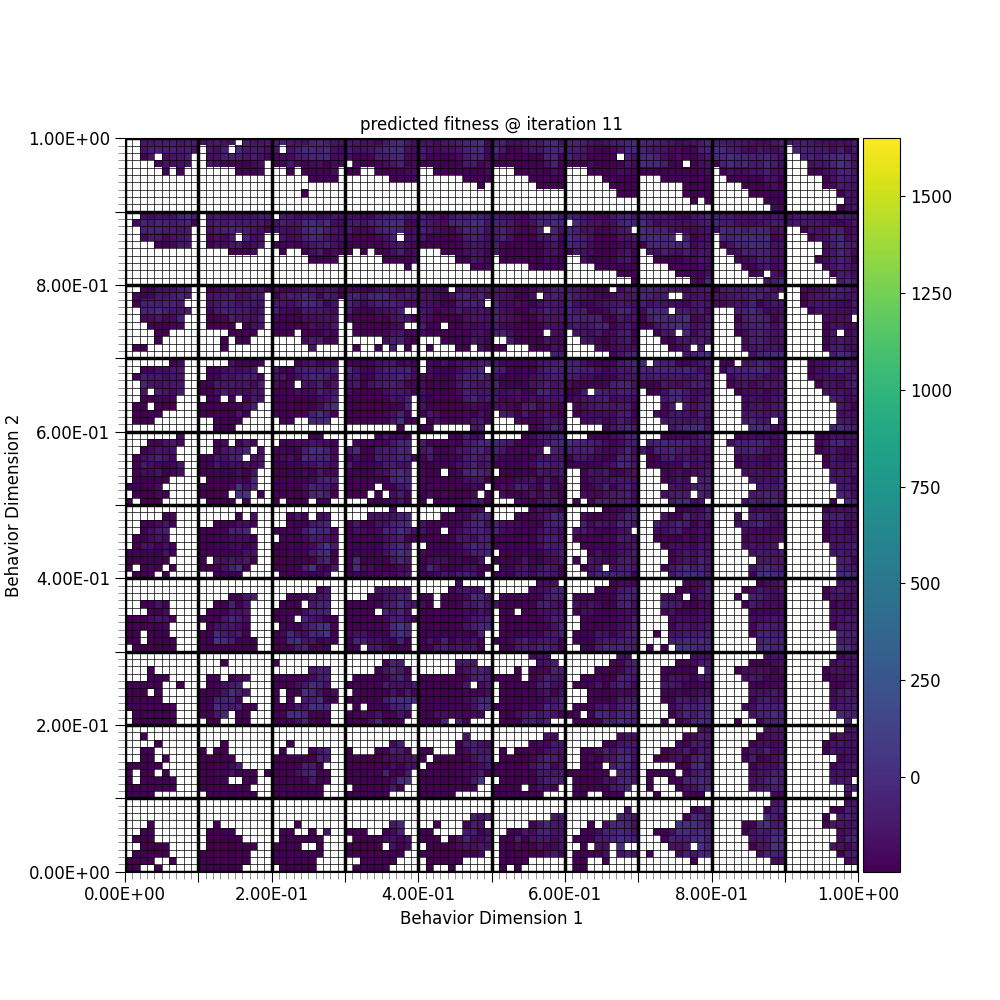 predicted fitness @ iteration 11
1.00E+00
8.00E-01
6.00E-01
4.00E-01
2.00E-01
0.00E+00
Behavior Dimension 2
0.00E+00 2.00E-01 4.00E-01 6.00E-01 8.00E-01 1.00E+00
Behavior Dimension 1
1500
1250
1000
750
500
250
0